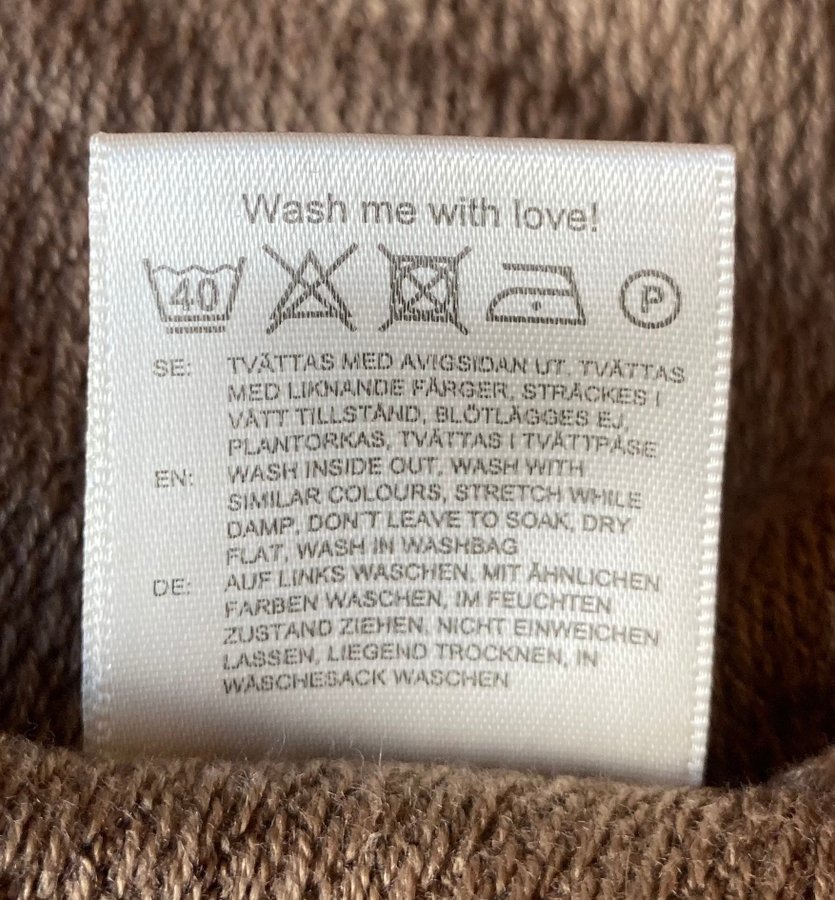 Wash me with love!
40 P
SE: TVÄTTAS MED AVIGSIDAN UT, TVÄTTAS
MED LIKNANDE FÄRGER, STRÄCKES I
VÅTT TILLSTÅND, BLÖTLÄGGES EJ,
PLANTORKAS, TVÄTTAS I TVÄTTPÅSE
EN: WASH INSIDE OUT, WASH WITH
SIMILAR COLOURS, STRETCH WHILE
DAMP, DON'T LEAVE TO SOAK, DRY
FLAT, WASH IN WASHBAG
DE: AUF LINKS WASCHEN, MIT ÄHNLICHEN
FARBEN WASCHEN, IM FEUCHTEN
ZUSTAND ZIEHEN, NICHT EINWEICHEN
LASSEN, LIEGEND TROCKNEN, IN
WÄSCHESACK WASCHEN